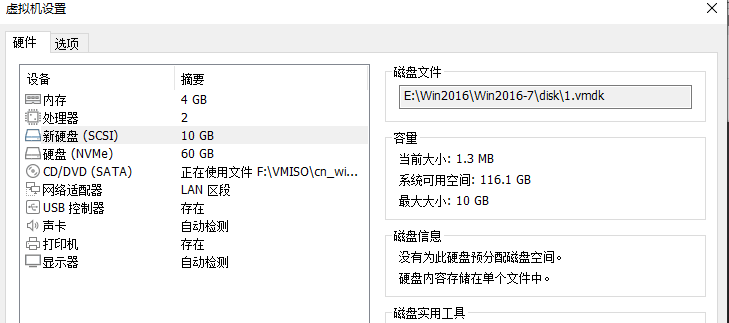 虚拟机设置
硬件 选项
设备 摘要
内存 4 GB
处理器 2
新硬盘 (SCSI) 10 GB
硬盘 (NVMe) 60 GB
CD/DVD (SATA) 正在使用文件 F:\VMISO\cn_wi...
网络适配器 LAN 区段
USB 控制器 存在
声卡 自动检测
打印机 存在
显示器 自动检测
磁盘文件
E:\Win2016\Win2016-7\disk\1.vmdk
容量
当前大小: 1.3 MB
系统可用空间: 116.1 GB
最大大小: 10 GB
磁盘信息
没有为此硬盘预分配磁盘空间。
硬盘内容存储在单个文件中。
磁盘实用工具